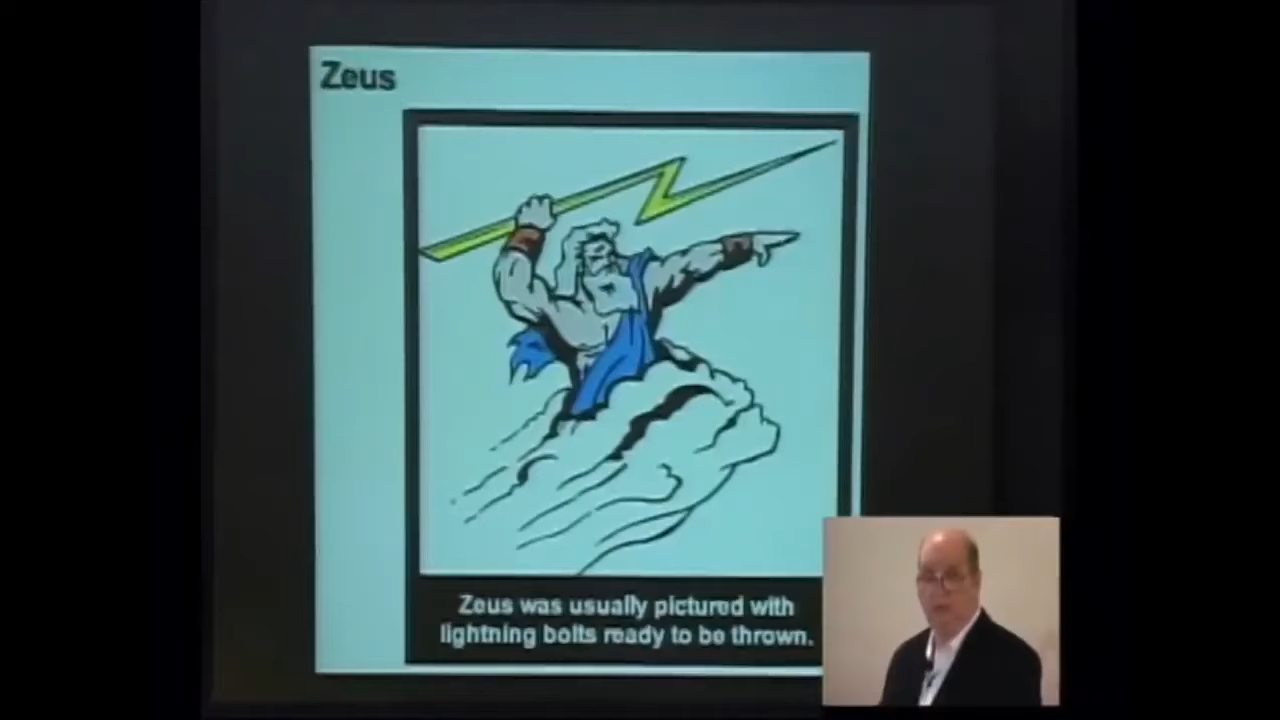 Zeus
Zeus was usually pictured with
lightning bolts ready to be thrown.